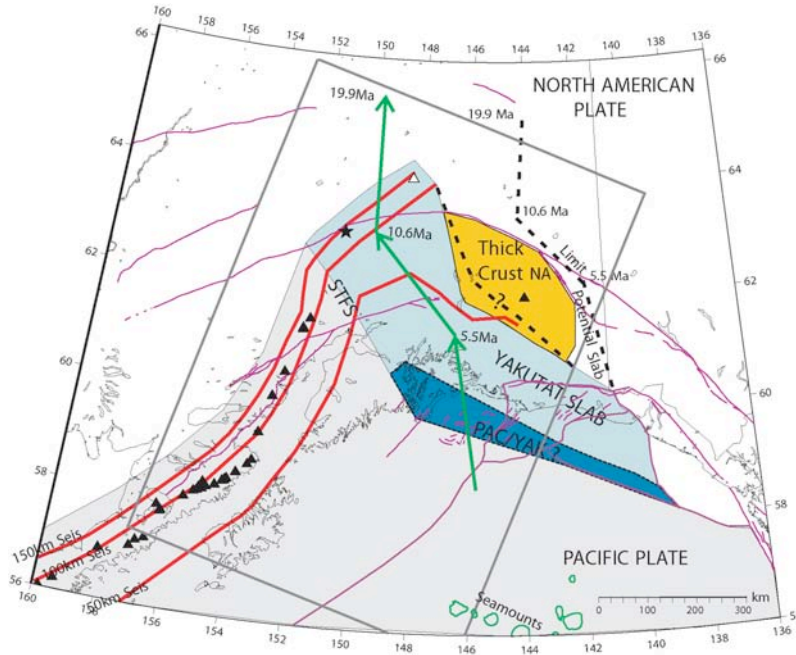 160
158
156
154
152
150
148
146
144
142
140
138
136
66
66
NORTH AMERICAN
PLATE
19.9Ma
19.9 Ma
64
64
10.6 Ma
10.6Ma
Thick
Crust NA
Limit
Potential Slab
5.5 Ma
62
62
?
STFS
5.5Ma
YAKUTAT SLAB
60
60
PAC/YAK ?
58
58
150km Seis
100km Seis
50km Seis
PACIFIC PLATE
Seamounts
0 100 200 300
km
56
160
158
156
154
152
150
148
146
144
142
140
138
136